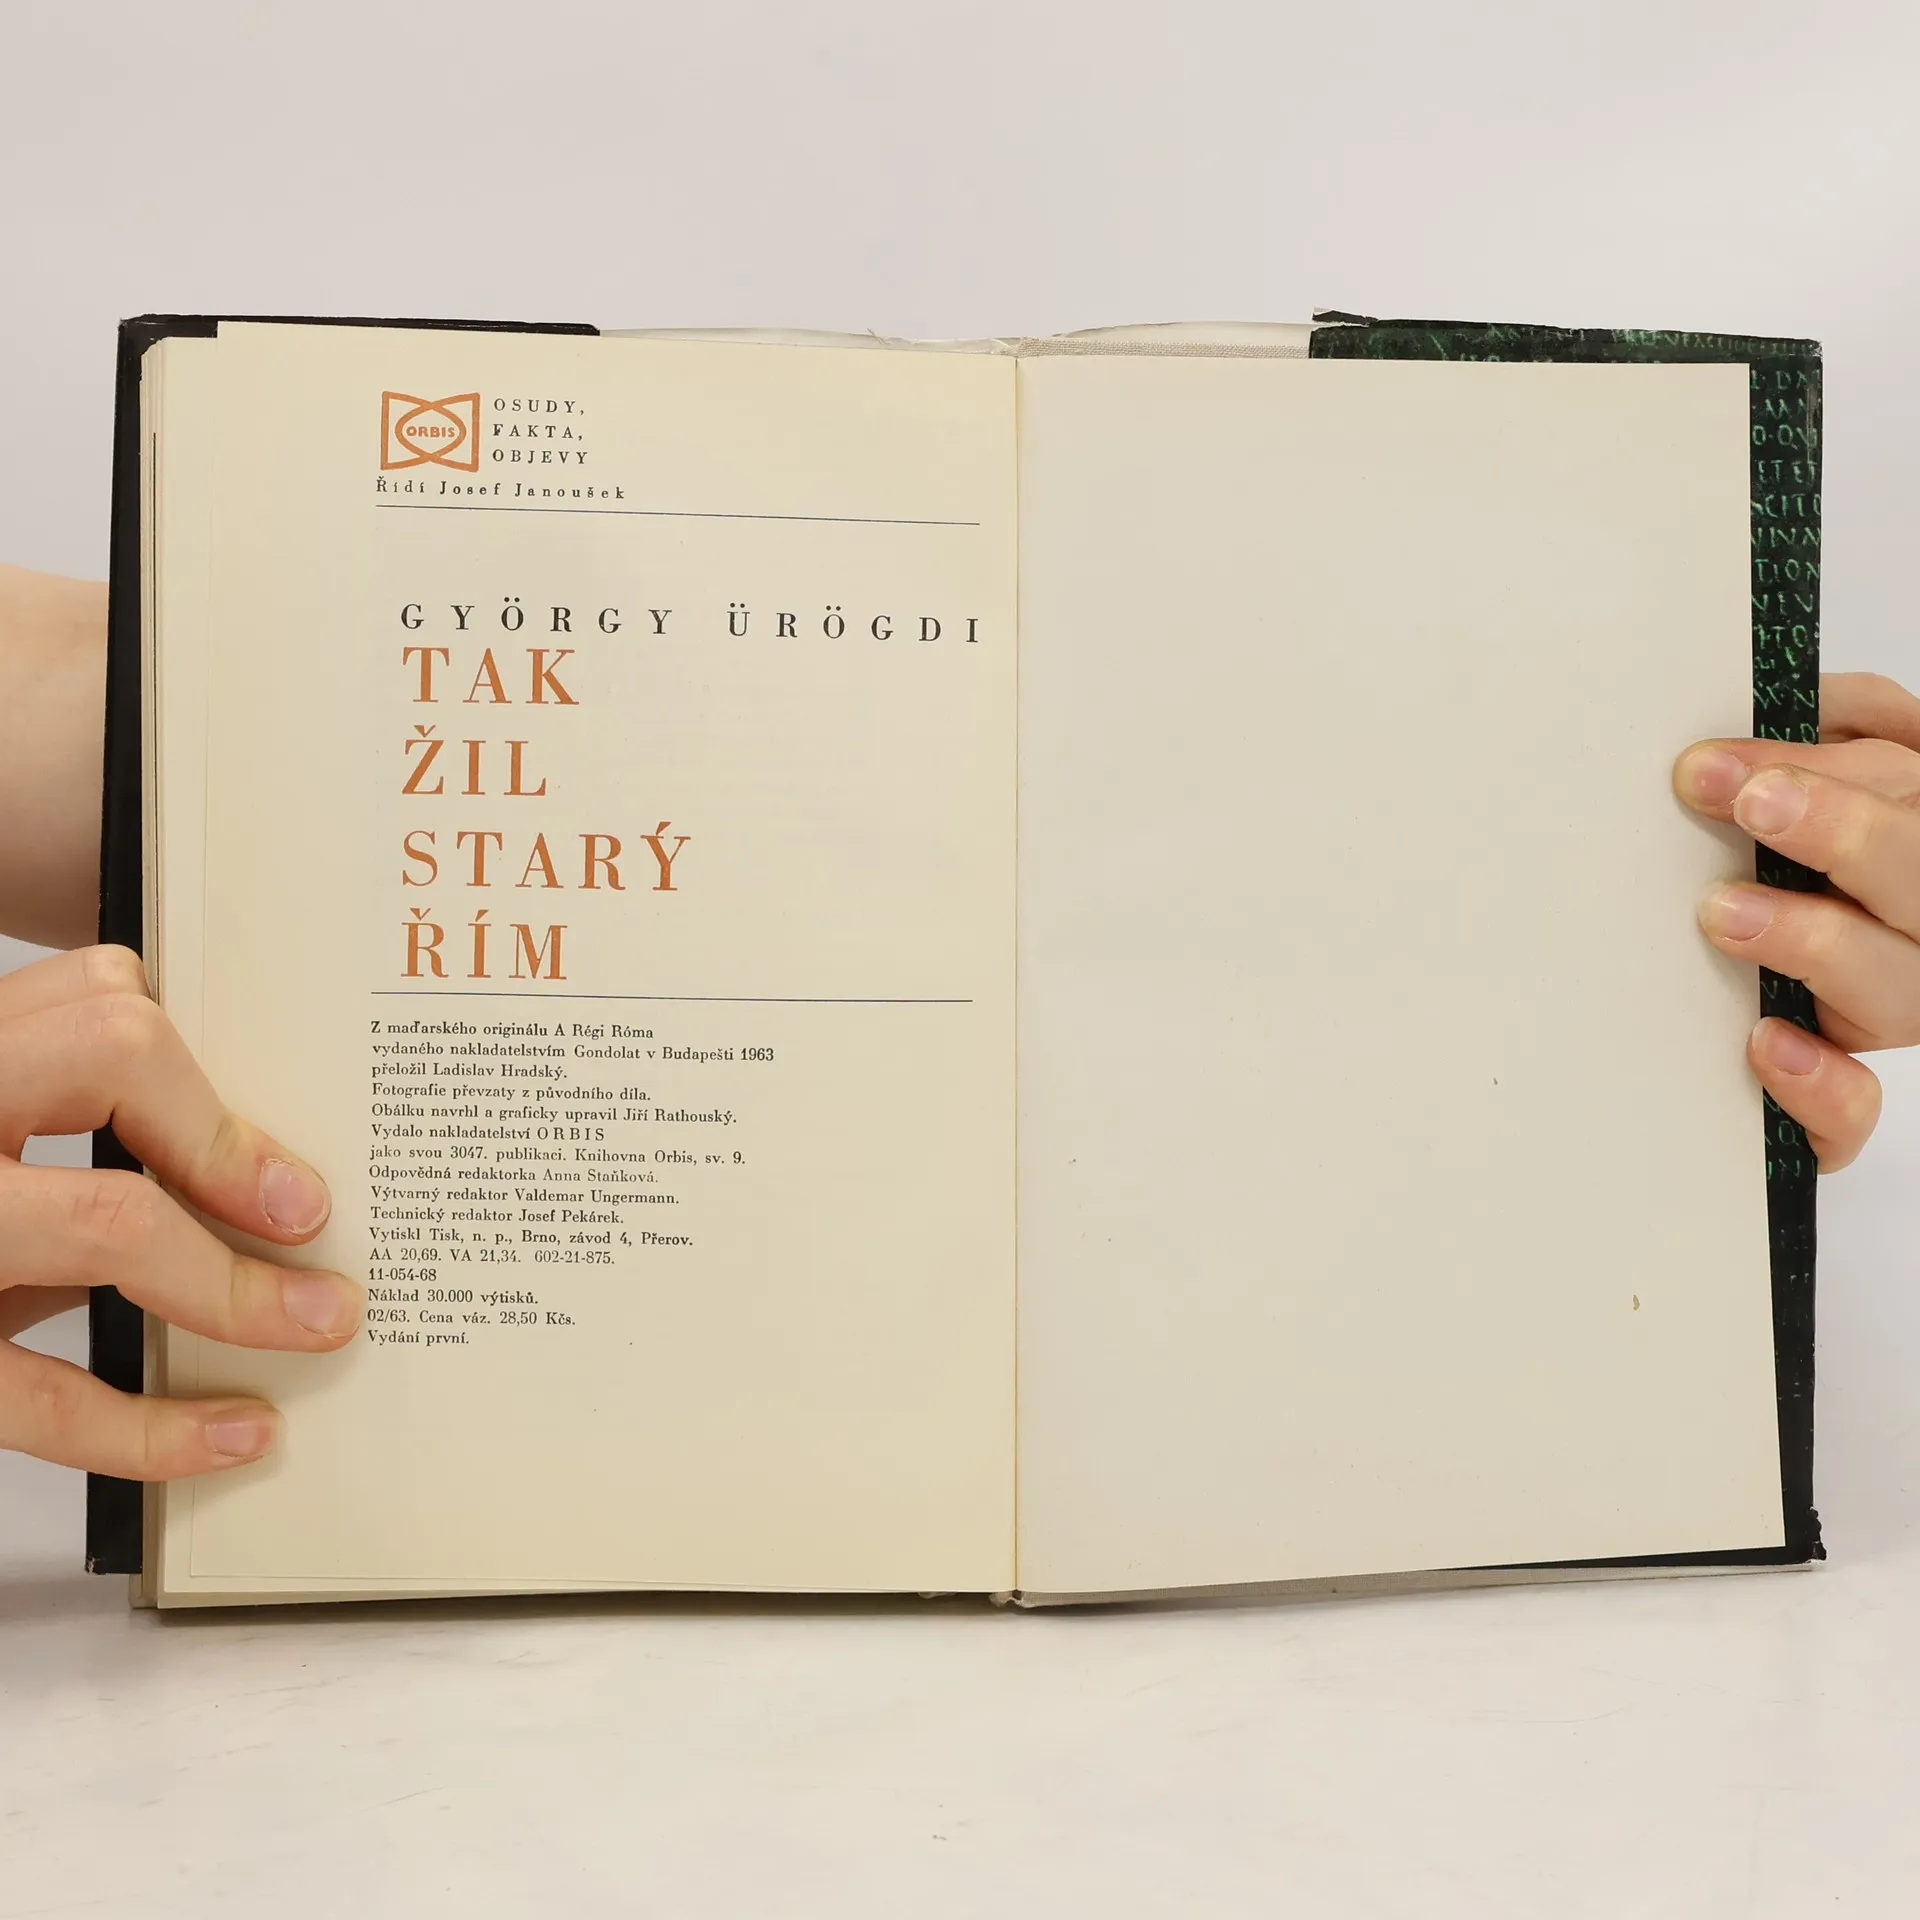 ORBIS
OSUDY,
FAKTA,
OBJEVY
Řídí Josef Janoušek
GYÖRGY ÜRÖGDI
TAK
ŽIL
STARÝ
ŘÍM
Z maďarského originálu A Régi Róma
vydaného nakladatelstvím Gondolat v Budapešti 1963
přeložil Ladislav Hradský.
Fotografie převzaty z původního díla.
Obálku navrhl a graficky upravil Jiří Rathouský.
Vydalo nakladatelství ORBIS
jako svou 3047. publikaci. Knihovna Orbis, sv. 9.
Odpovědná redaktorka Anna Staňková.
Výtvarný redaktor Valdemar Ungermann.
Technický redaktor Josef Pekárek.
Vytiskl Tisk, n. p., Brno, závod 4, Přerov.
AA 20,69. VA 21,34. 602-21-875.
11-054-68
Náklad 30.000 výtisků.
02/63. Cena váz. 28,50 Kčs.
Vydání první.